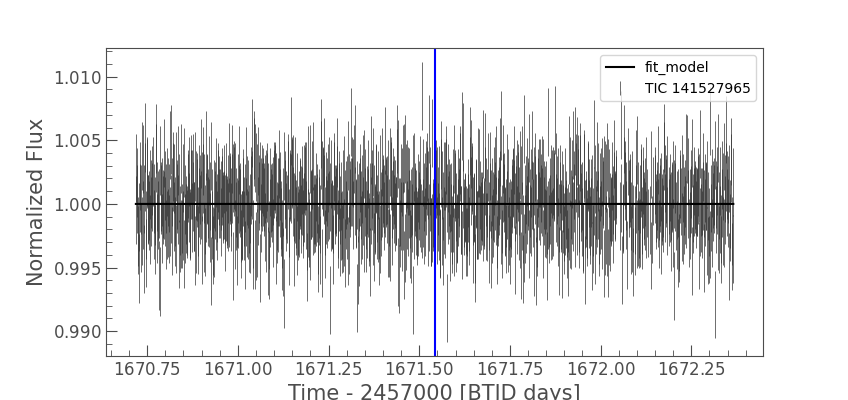 fit_model
TIC 141527965
1.010
1.005
1.000
0.995
0.990
Normalized Flux
1670.75 1671.00 1671.25 1671.50 1671.75 1672.00 1672.25
Time - 2457000 [BTJD days]